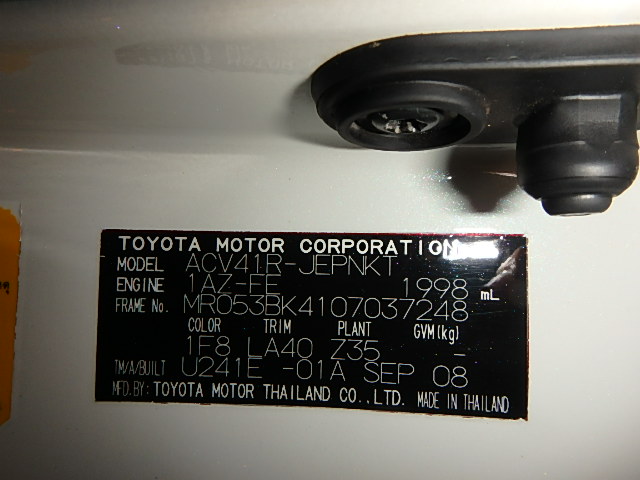 TOYOTA MOTOR CORPORATION
MODEL ACV41R-JEPNKT
ENGINE 1AZ-FE 1998 mL
FRAME No. MR053BK4107037248
COLOR TRIM PLANT GVM(kg)
1F8 LA40 Z35 -
TM/A/BUILT U241E -01A SEP 08
MFD.BY: TOYOTA MOTOR THAILAND CO.,LTD. MADE IN THAILAND